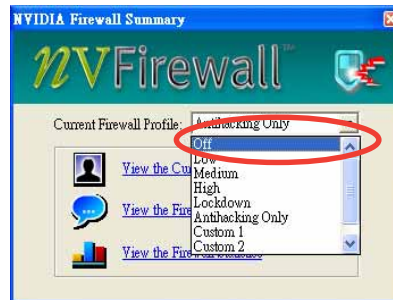 NVIDIA Firewall Summary
nVFirewall™
Current Firewall Profile: Antihacking Only
Off
Low
Medium
High
Lockdown
Antihacking Only
Custom 1
Custom 2
View the Cu
View the Fire
View the Fire